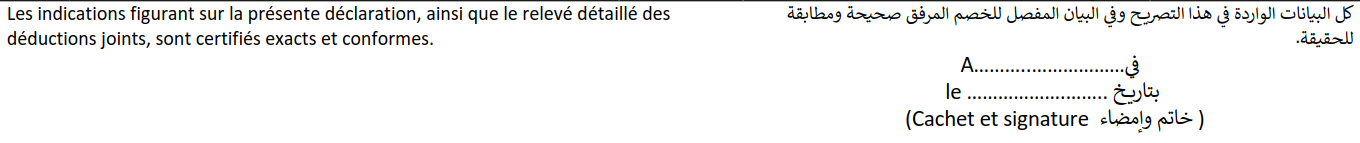 Les indications figurant sur la présente déclaration, ainsi que le relevé détaillé des
déductions joints, sont certifiés exacts et conformes.
كل البيانات الواردة في هذا التصريح وفي البيان المفصل للخصم المرفق صحيحة ومطابقة
للحقيقة.
في............................A
بتاريخ .......................... le
( خاتم وإمضاء Cachet et signature)